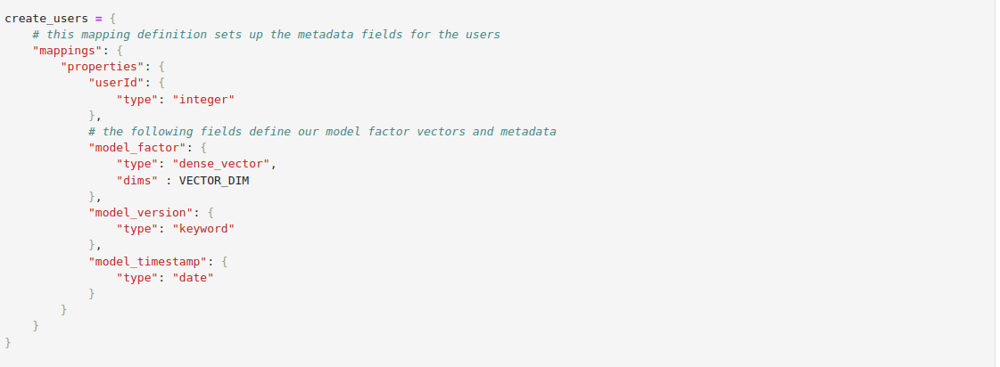 create_users = {
    # this mapping definition sets up the metadata fields for the users
    "mappings": {
        "properties": {
            "userId": {
                "type": "integer"
            },
            # the following fields define our model factor vectors and metadata
            "model_factor": {
                "type": "dense_vector",
                "dims" : VECTOR_DIM
            },
            "model_version": {
                "type": "keyword"
            },
            "model_timestamp": {
                "type": "date"
            }
        }
    }
}